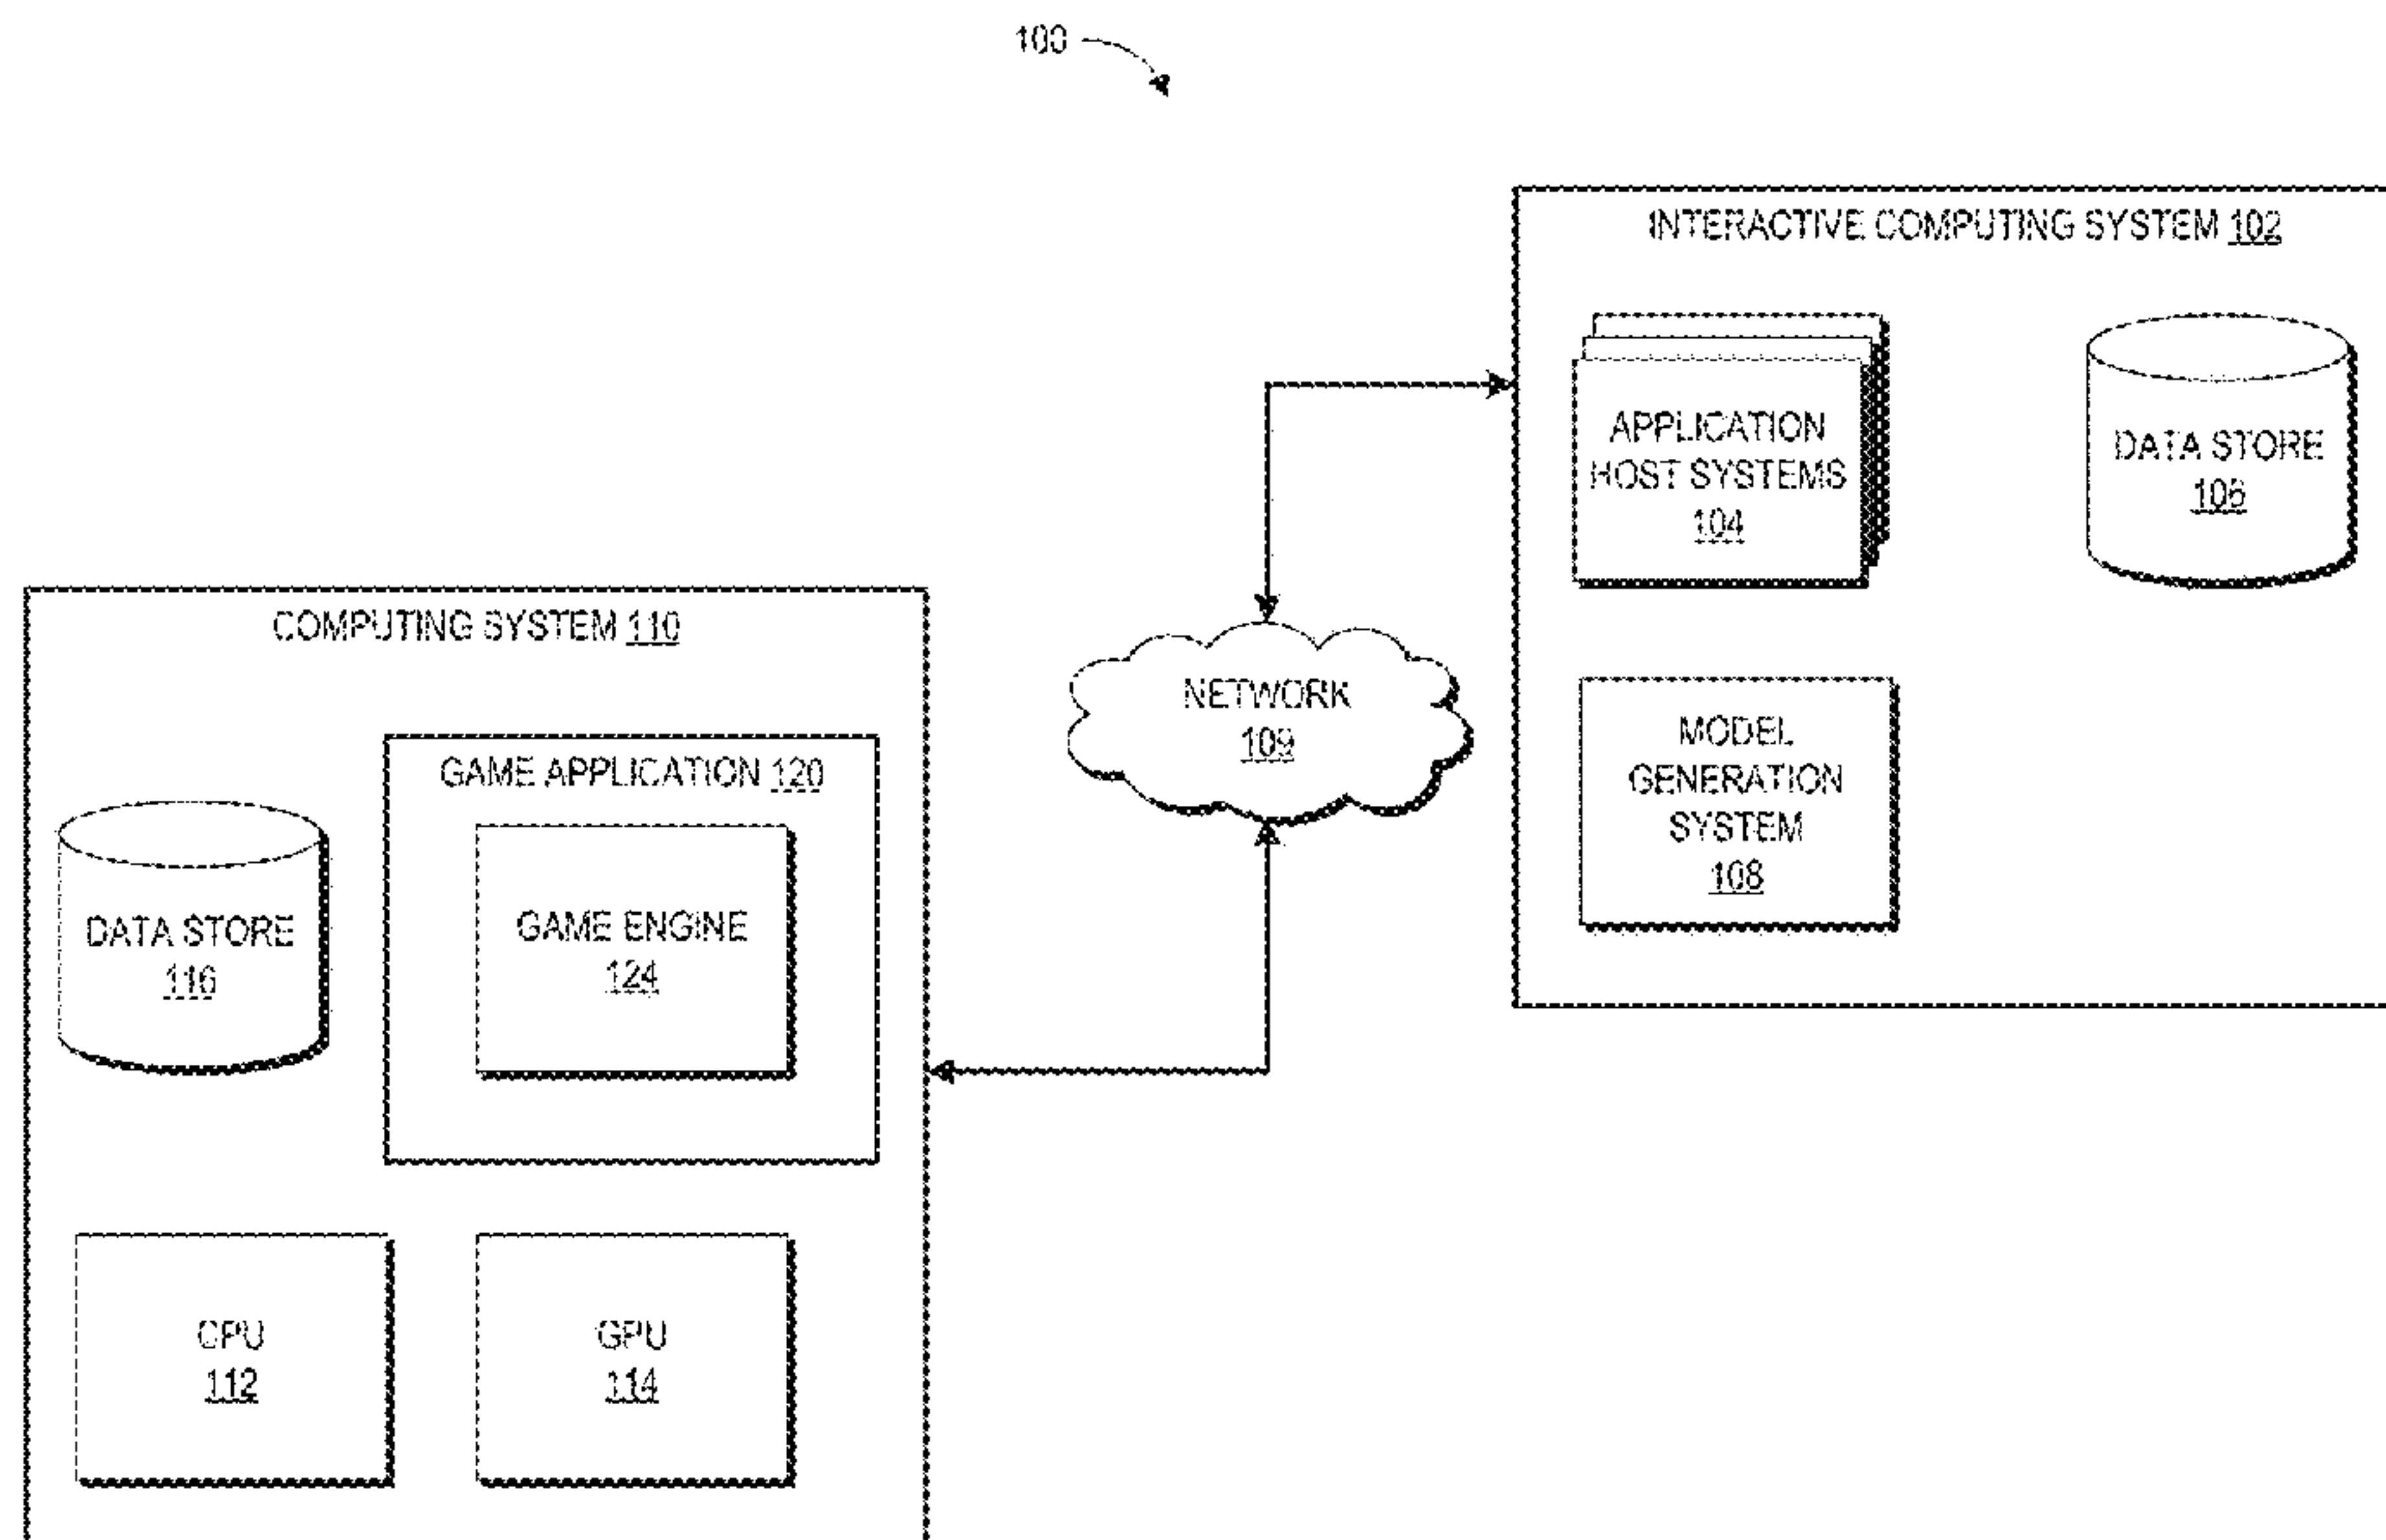 100
INTERACTIVE COMPUTING SYSTEM 102
APPLICATION
HOST SYSTEMS
104
DATA STORE
106
MODEL
GENERATION
SYSTEM
108
NETWORK
109
COMPUTING SYSTEM 110
GAME APPLICATION 120
GAME ENGINE
124
DATA STORE
116
CPU
112
GPU
114